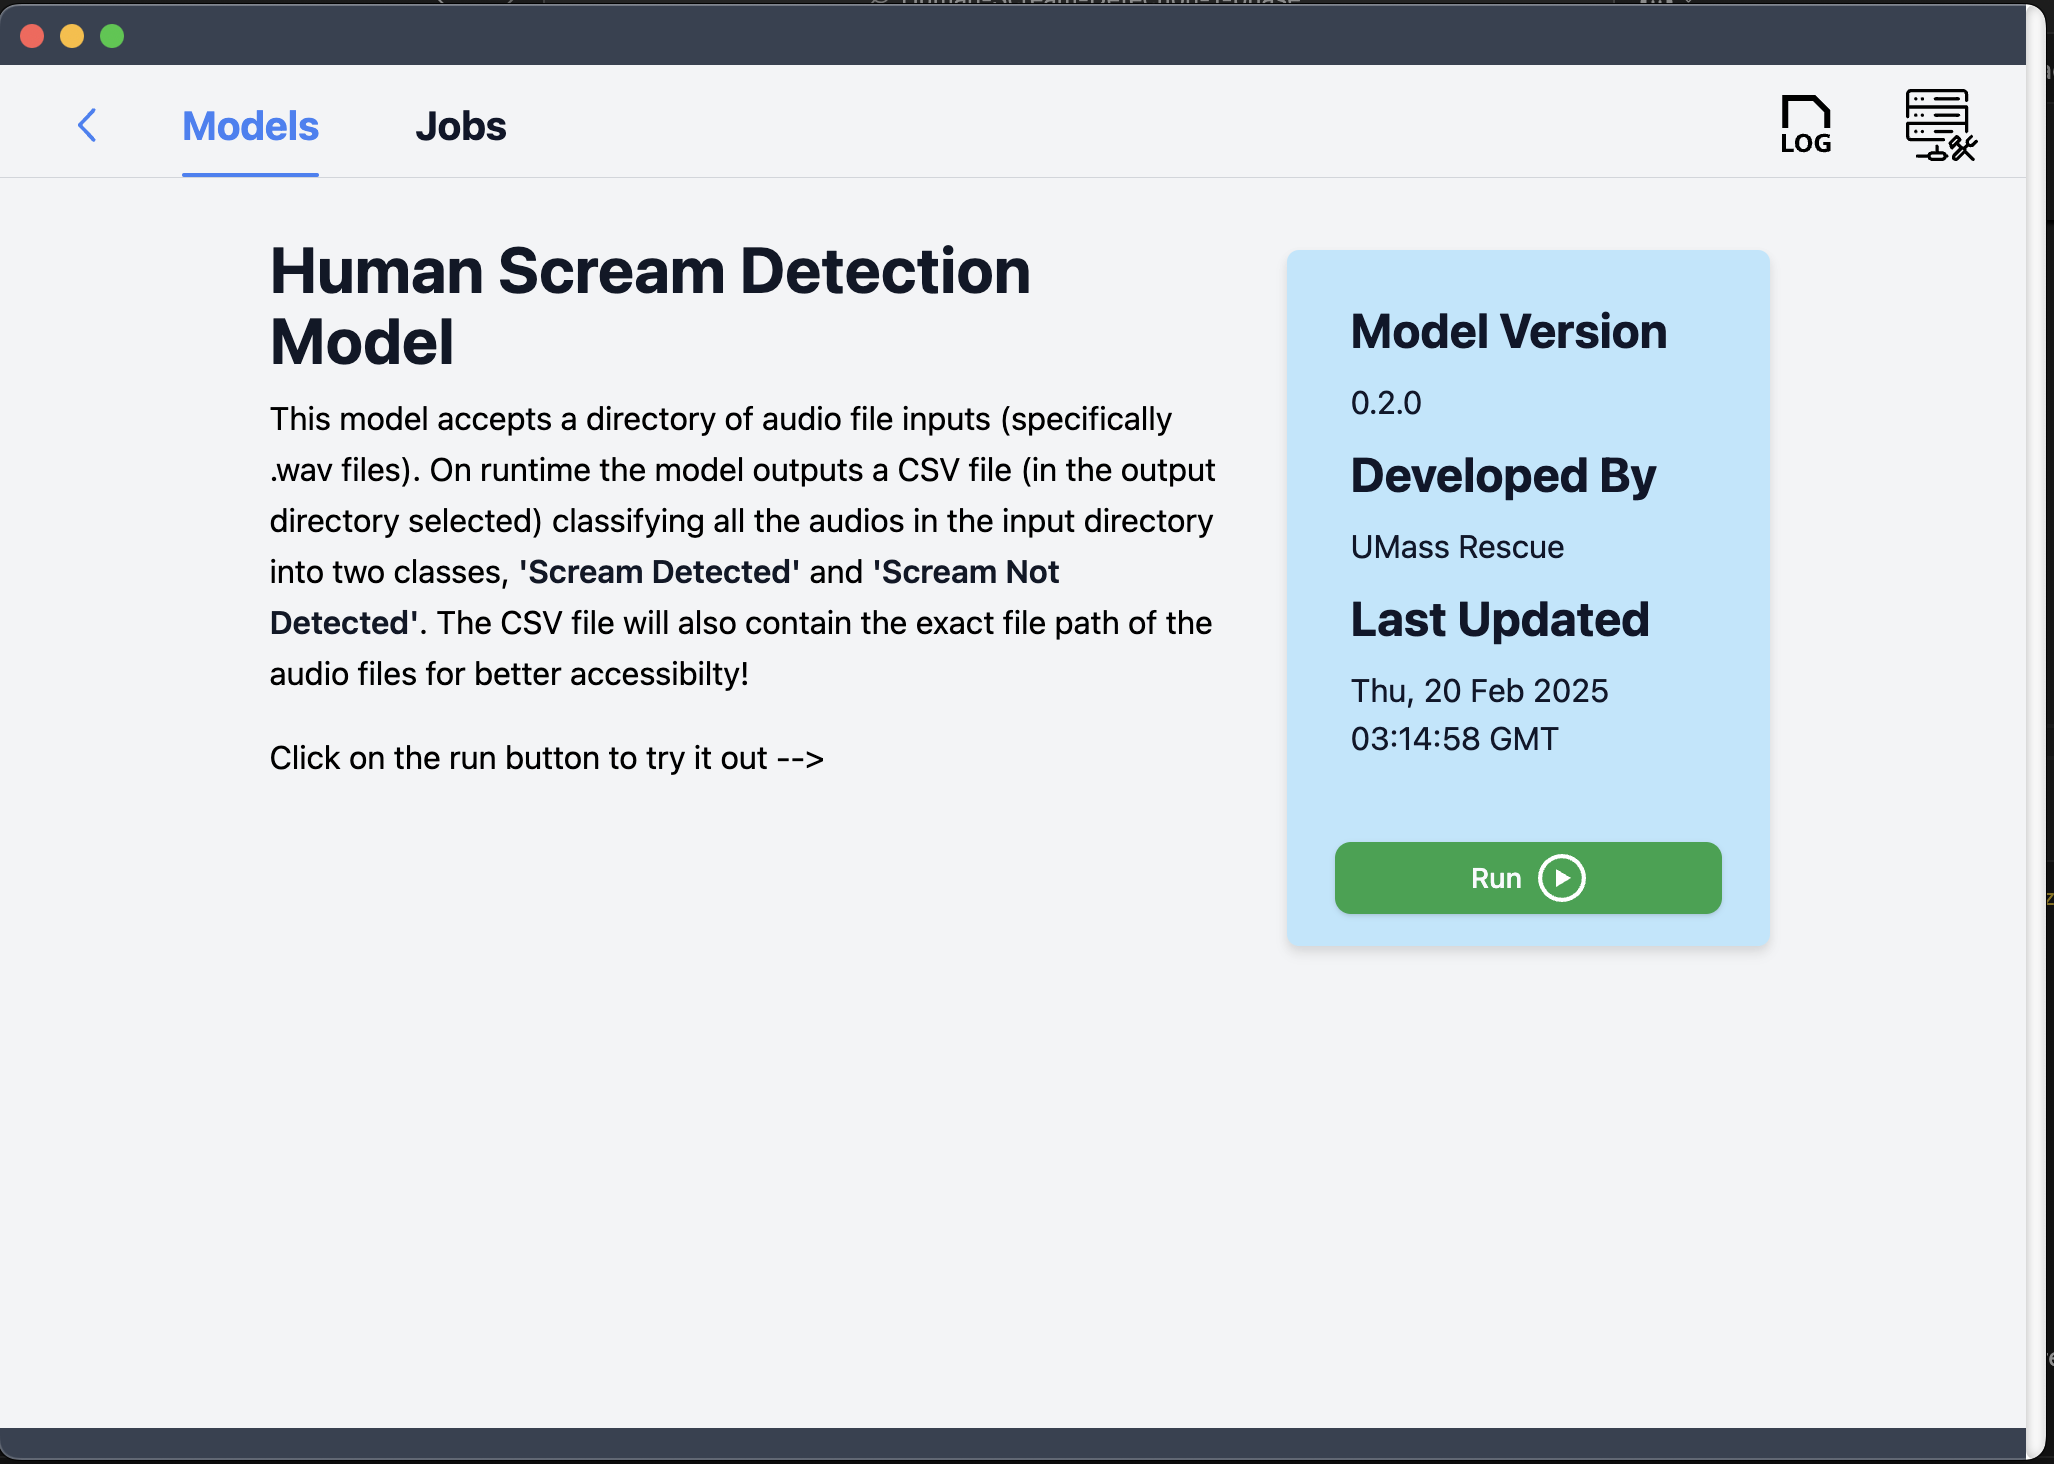 Models
Jobs
LOG
Human Scream Detection
Model
This model accepts a directory of audio file inputs (specifically
.wav files). On runtime the model outputs a CSV file (in the output
directory selected) classifying all the audios in the input directory
into two classes, 'Scream Detected' and 'Scream Not
Detected'. The CSV file will also contain the exact file path of the
audio files for better accessibilty!
Click on the run button to try it out -->
Model Version
0.2.0
Developed By
UMass Rescue
Last Updated
Thu, 20 Feb 2025
03:14:58 GMT
Run